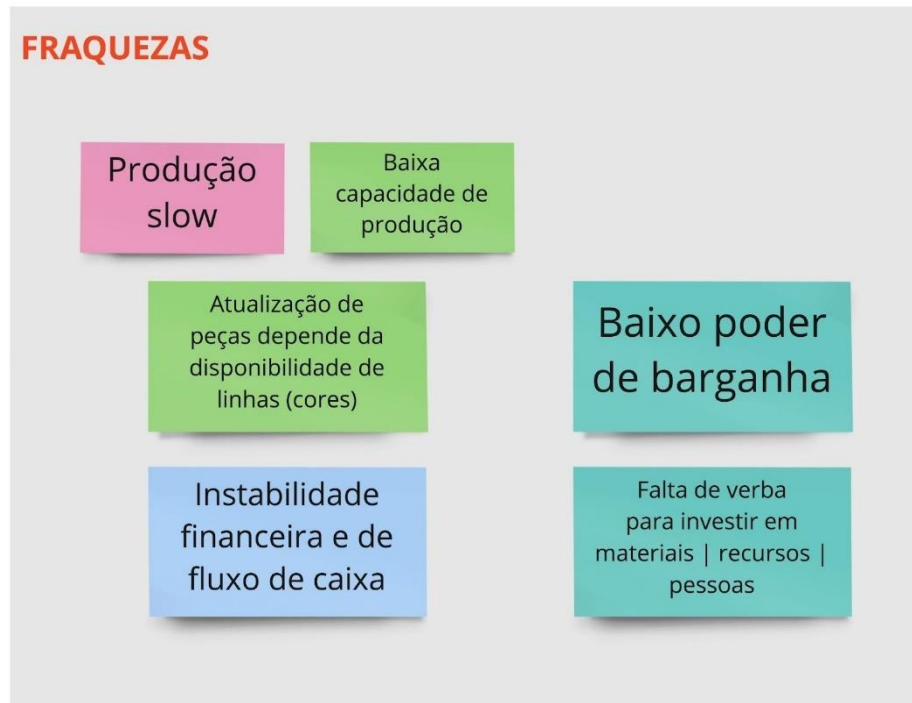 FRAQUEZAS
Produção
slow
Baixa
capacidade de
produção
Atualização de
peças depende da
disponibilidade de
linhas (cores)
Baixo poder
de barganha
Instabilidade
financeira e de
fluxo de caixa
Falta de verba
para investir em
materiais | recursos |
pessoas